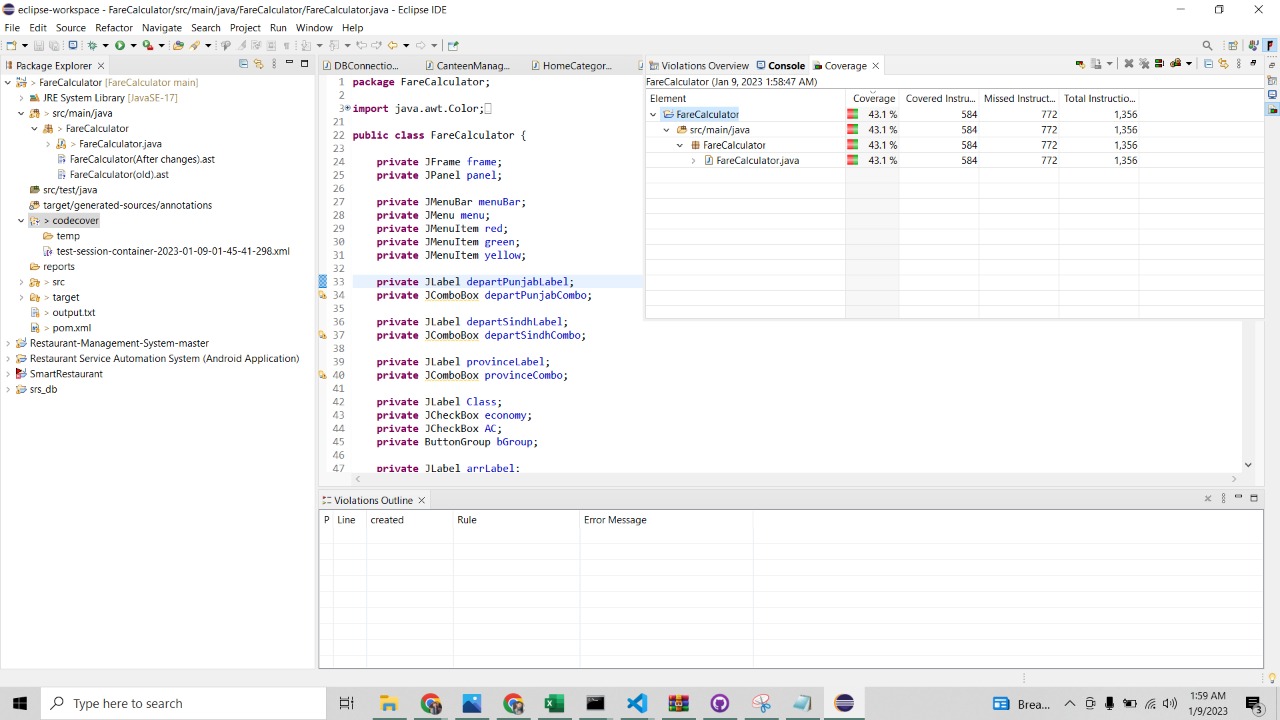 eclipse-workspace - FareCalculator/src/main/java/FareCalculator/FareCalculator.java - Eclipse IDE
File Edit Source Refactor Navigate Search Project Run Window Help
Package Explorer
> FareCalculator [FareCalculator main]
JRE System Library [JavaSE-17]
> src/main/java
> FareCalculator
> FareCalculator.java
FareCalculator(After changes).ast
FareCalculator(old).ast
src/test/java
target/generated-sources/annotations
> codecover
temp
test-session-container-2023-01-09-01-45-41-298.xml
reports
> src
> target
> output.txt
> pom.xml
Restaurant-Management-System-master
Restaurant Service Automation System (Android Application)
SmartRestaurant
srs_db
DBConnectio... CanteenManag... HomeCategor...
1 package FareCalculator;
2
3 import java.awt.Color;
21
22 public class FareCalculator {
23
24 private JFrame frame;
25 private JPanel panel;
26
27 private JMenuBar menuBar;
28 private JMenu menu;
29 private JMenuItem red;
30 private JMenuItem green;
31 private JMenuItem yellow;
32
33 private JLabel departPunjabLabel;
34 private JComboBox departPunjabCombo;
35
36 private JLabel departSindhLabel;
37 private JComboBox departSindhCombo;
38
39 private JLabel provinceLabel;
40 private JComboBox provinceCombo;
41
42 private JLabel Class;
43 private JCheckBox economy;
44 private JCheckBox AC;
45 private ButtonGroup bGroup;
46
47 private JLabel arrLabel;
Violations Overview Console Coverage
FareCalculator (Jan 9, 2023 1:58:47 AM)
Element Coverage Covered Instru... Missed Instruct... Total Instructio...
FareCalculator 43.1 % 584 772 1,356
src/main/java 43.1 % 584 772 1,356
FareCalculator 43.1 % 584 772 1,356
FareCalculator.java 43.1 % 584 772 1,356
Violations Outline
P Line created Rule Error Message
Type here to search
Brea...
1:59 AM
1/9/2023
3